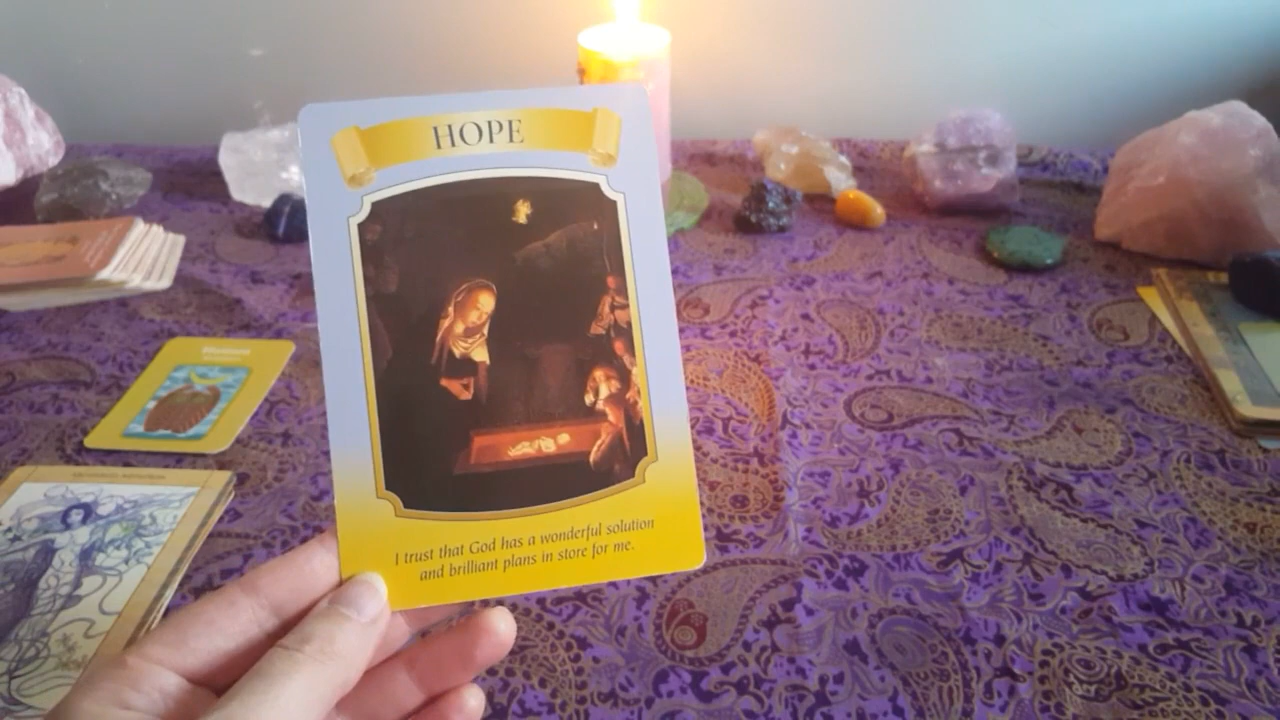 HOPE
I trust that God has a wonderful solution
and brilliant plans in store for me.